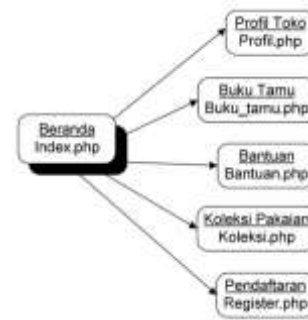 Profil Toko
Profil.php
Buku Tamu
Buku_tamu.php
Beranda
Index.php
Bantuan
Bantuan.php
Koleksi Pakaian
Koleksi.php
Pendaftaran
Register.php